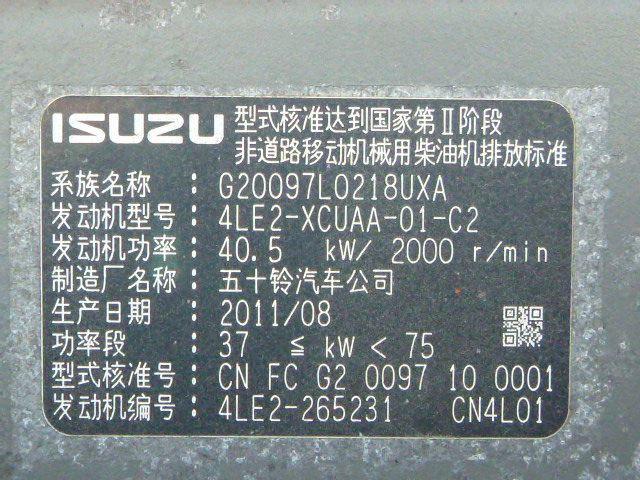 ISUZU 型式核准达到国家第Ⅱ阶段
非道路移动机械用柴油机排放标准
系族名称 : G20097L0218UXA
发动机型号 : 4LE2-XCUAA-01-C2
发动机功率 : 40.5 kW/ 2000 r/min
制造厂名称 : 五十铃汽车公司
生产日期 : 2011/08
功率段 : 37 ≦ kW < 75
型式核准号 : CN FC G2 0097 10 0001
发动机编号 : 4LE2-265231 CN4L01